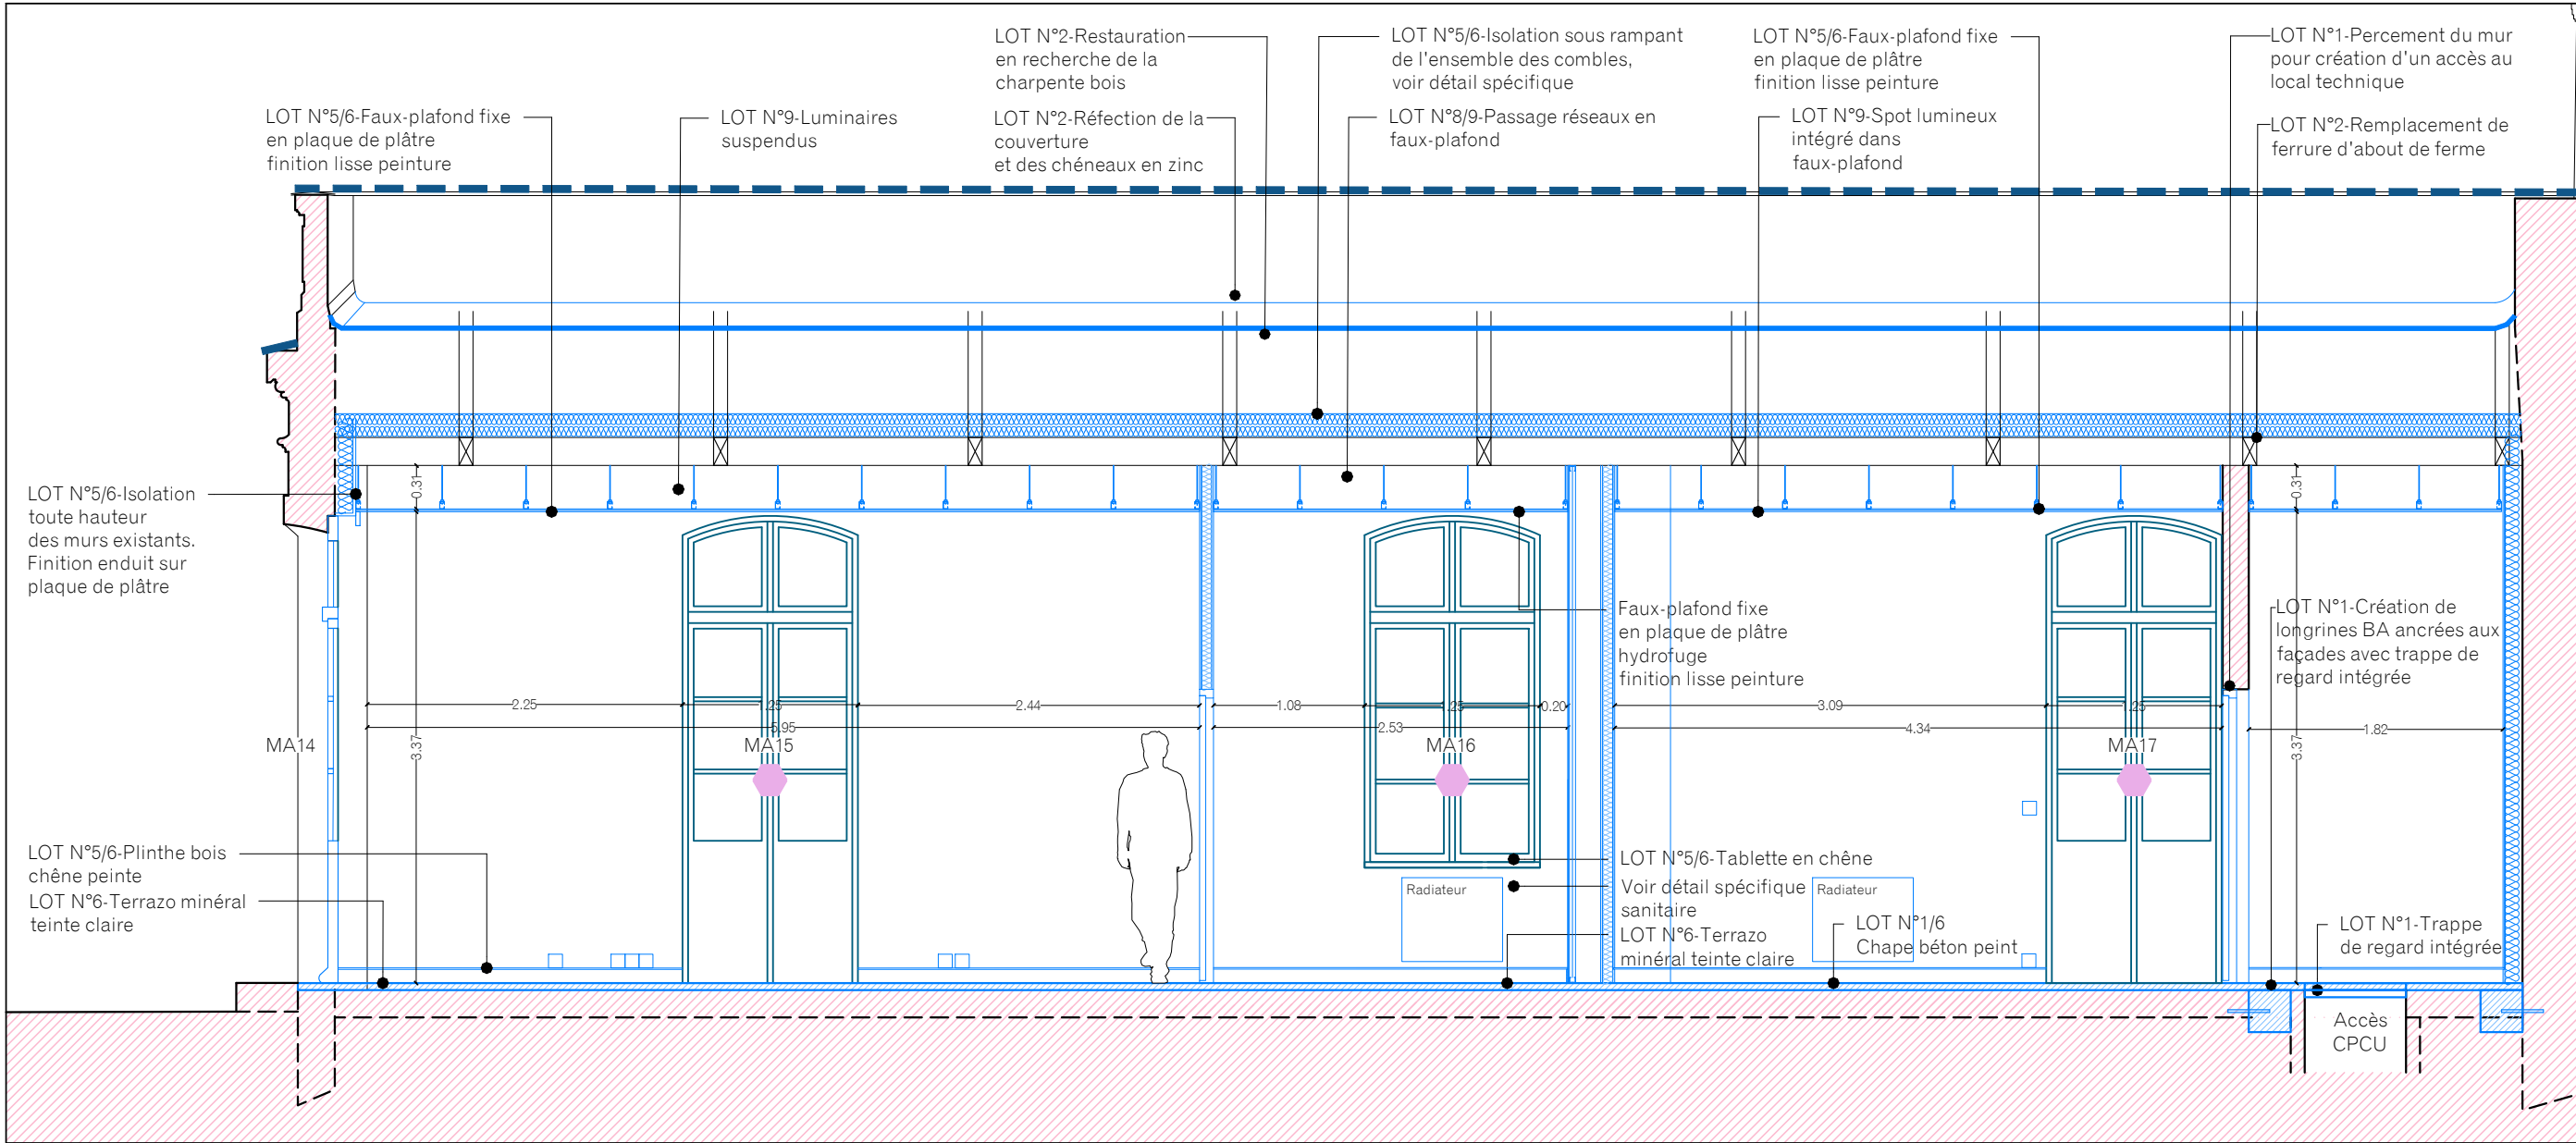 LOT N°2-Restauration
en recherche de la
charpente bois
LOT N°5/6-Isolation sous rampant
de l'ensemble des combles,
voir détail spécifique
LOT N°5/6-Faux-plafond fixe
en plaque de plâtre
finition lisse peinture
LOT N°1-Percement du mur
pour création d'un accès au
local technique
LOT N°5/6-Faux-plafond fixe
en plaque de plâtre
finition lisse peinture
LOT N°9-Luminaires
suspendus
LOT N°2-Réfection de la
couverture
et des chéneaux en zinc
LOT N°8/9-Passage réseaux en
faux-plafond
LOT N°9-Spot lumineux
intégré dans
faux-plafond
LOT N°2-Remplacement de
ferrure d'about de ferme
0.31
0.31
LOT N°5/6-Isolation
toute hauteur
des murs existants.
Finition enduit sur
plaque de plâtre
Faux-plafond fixe
en plaque de plâtre
hydrofuge
finition lisse peinture
LOT N°1-Création de
longrines BA ancrées aux
façades avec trappe de
regard intégrée
2.25
1.25
2.44
1.08
1.25
0.20
3.09
1.25
5.95
2.53
4.34
1.82
3.37
3.37
MA14
MA15
MA16
MA17
LOT N°5/6-Plinthe bois
chêne peinte
LOT N°6-Terrazo minéral
teinte claire
LOT N°5/6-Tablette en chêne
Radiateur
Voir détail spécifique
sanitaire
Radiateur
LOT N°6-Terrazo
minéral teinte claire
LOT N°1/6
Chape béton peint
LOT N°1-Trappe
de regard intégrée
Accès
CPCU